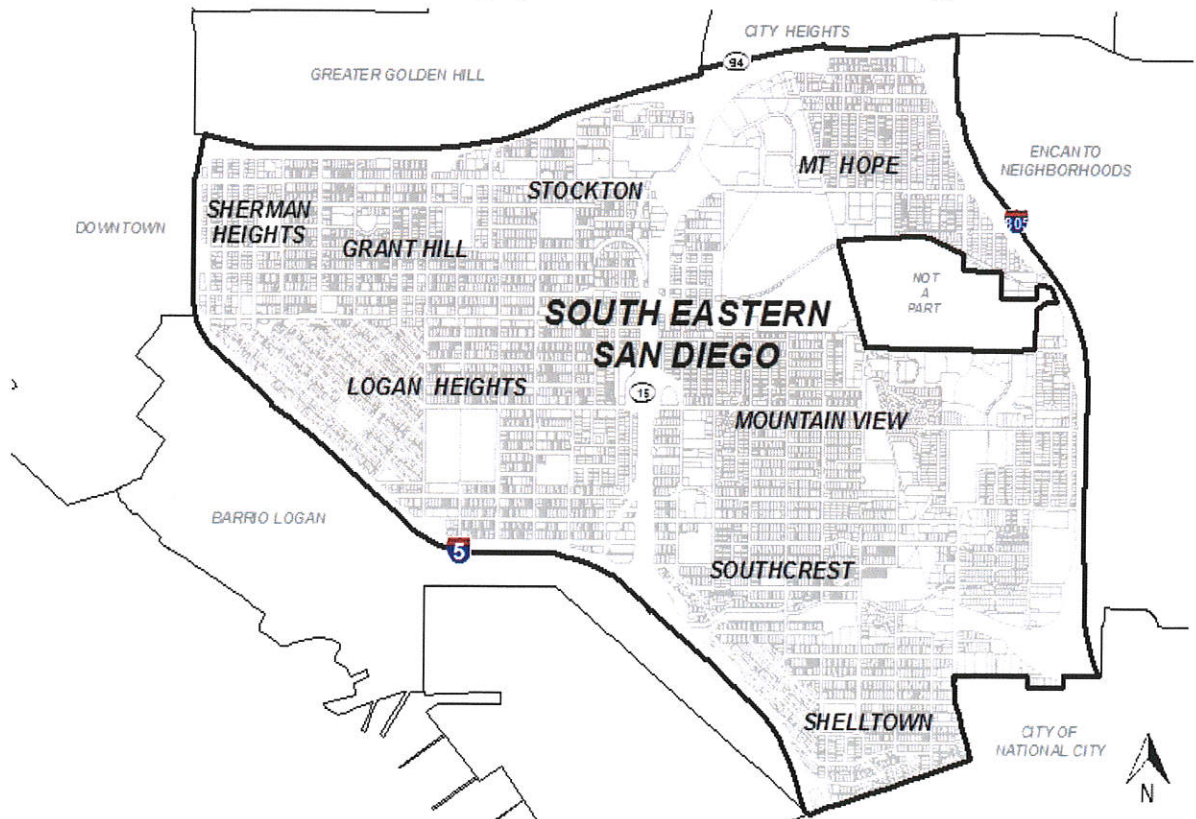 CITY HEIGHTS
94
GREATER GOLDEN HILL
ENCANTO
NEIGHBORHOODS
MT HOPE
STOCKTON
SHERMAN
HEIGHTS
DOWNTOWN
805
GRANT HILL
NOT
A
PART
SOUTH EASTERN
SAN DIEGO
LOGAN HEIGHTS
15
MOUNTAIN VIEW
BARRIO LOGAN
5
SOUTHCREST
SHELLTOWN
CITY OF
NATIONAL CITY
N